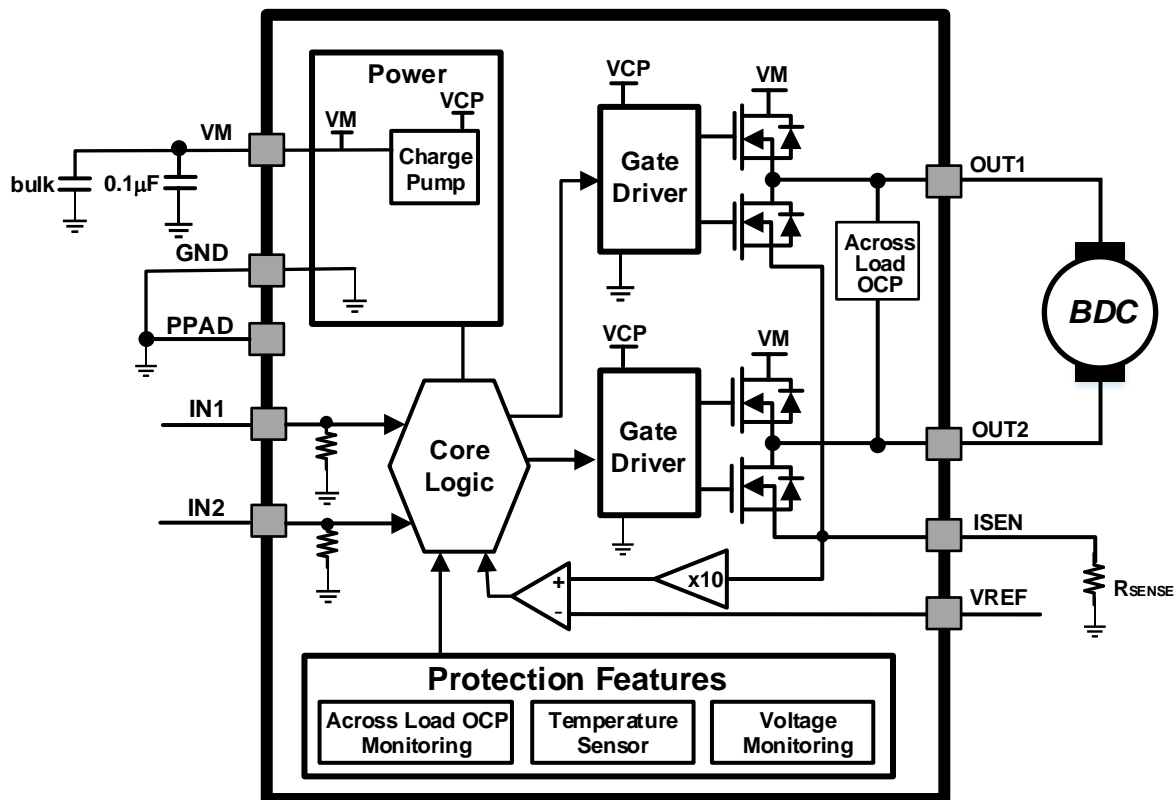 Power
VCP
VM
Charge
Pump
VM
bulk
0.1µF
GND
PPAD
IN1
IN2
Core
Logic
VCP
Gate
Driver
VM
OUT1
Across
Load
OCP
BDC
VCP
Gate
Driver
VM
OUT2
ISEN
x10
+
-
VREF
RSENSE
Protection Features
Across Load OCP
Monitoring
Temperature
Sensor
Voltage
Monitoring